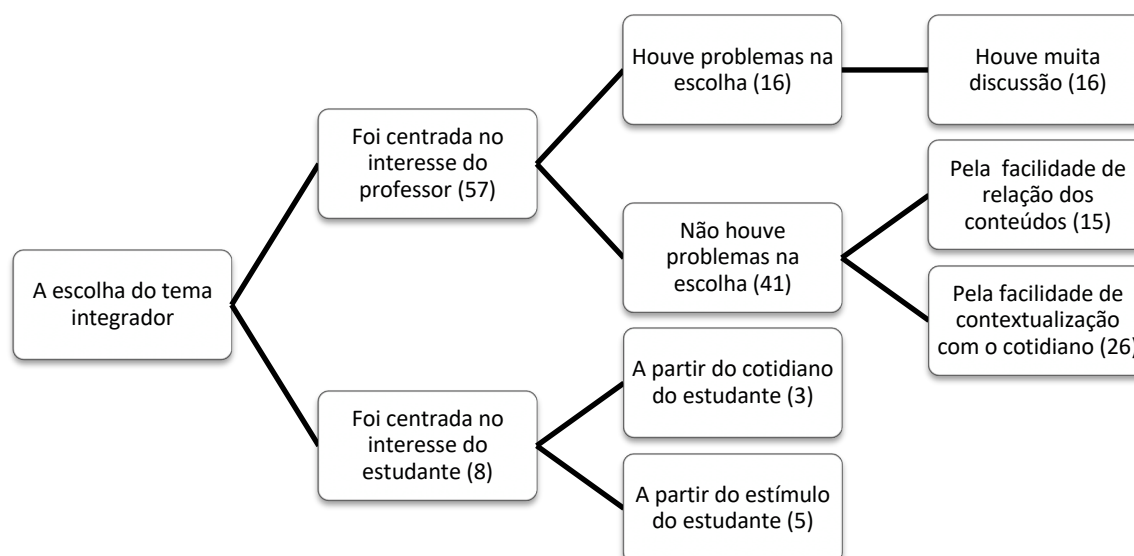 A escolha do tema
integrador
Foi centrada no
interesse do
professor (57)
Foi centrada no
interesse do
estudante (8)
Houve problemas na
escolha (16)
Não houve
problemas na
escolha (41)
A partir do cotidiano
do estudante (3)
A partir do estímulo
do estudante (5)
Houve muita
discussão (16)
Pela facilidade de
relação dos
conteúdos (15)
Pela facilidade de
contextualização
com o cotidiano (26)